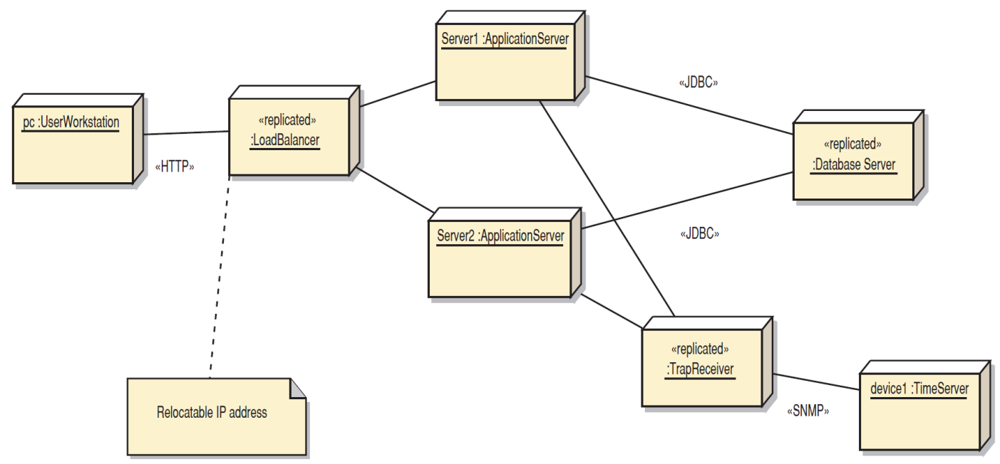 Server1 :ApplicationServer
«JDBC»
pc :UserWorkstation
«HTTP»
«replicated»
:LoadBalancer
«replicated»
:Database Server
Server2 :ApplicationServer
«JDBC»
«replicated»
:TrapReceiver
«SNMP»
device1 :TimeServer
Relocatable IP address